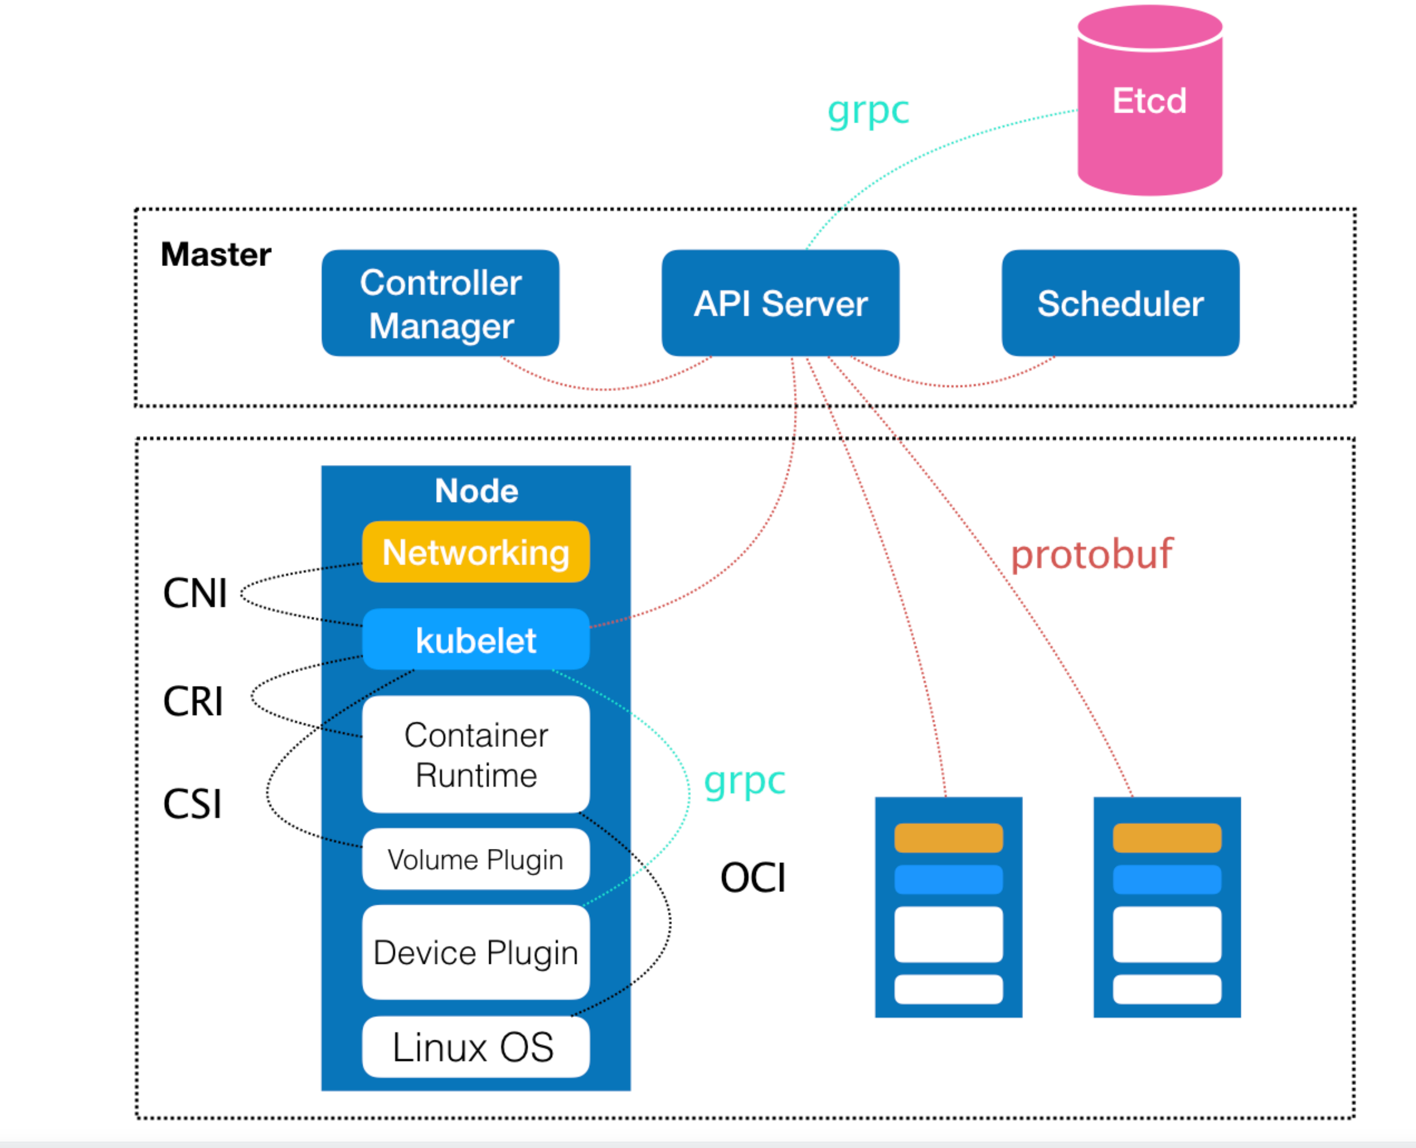 Etcd
grpc
Master
Controller
Manager
API Server
Scheduler
Node
Networking
CNI
kubelet
protobuf
CRI
Container
Runtime
grpc
CSI
Volume Plugin
OCI
Device Plugin
Linux OS